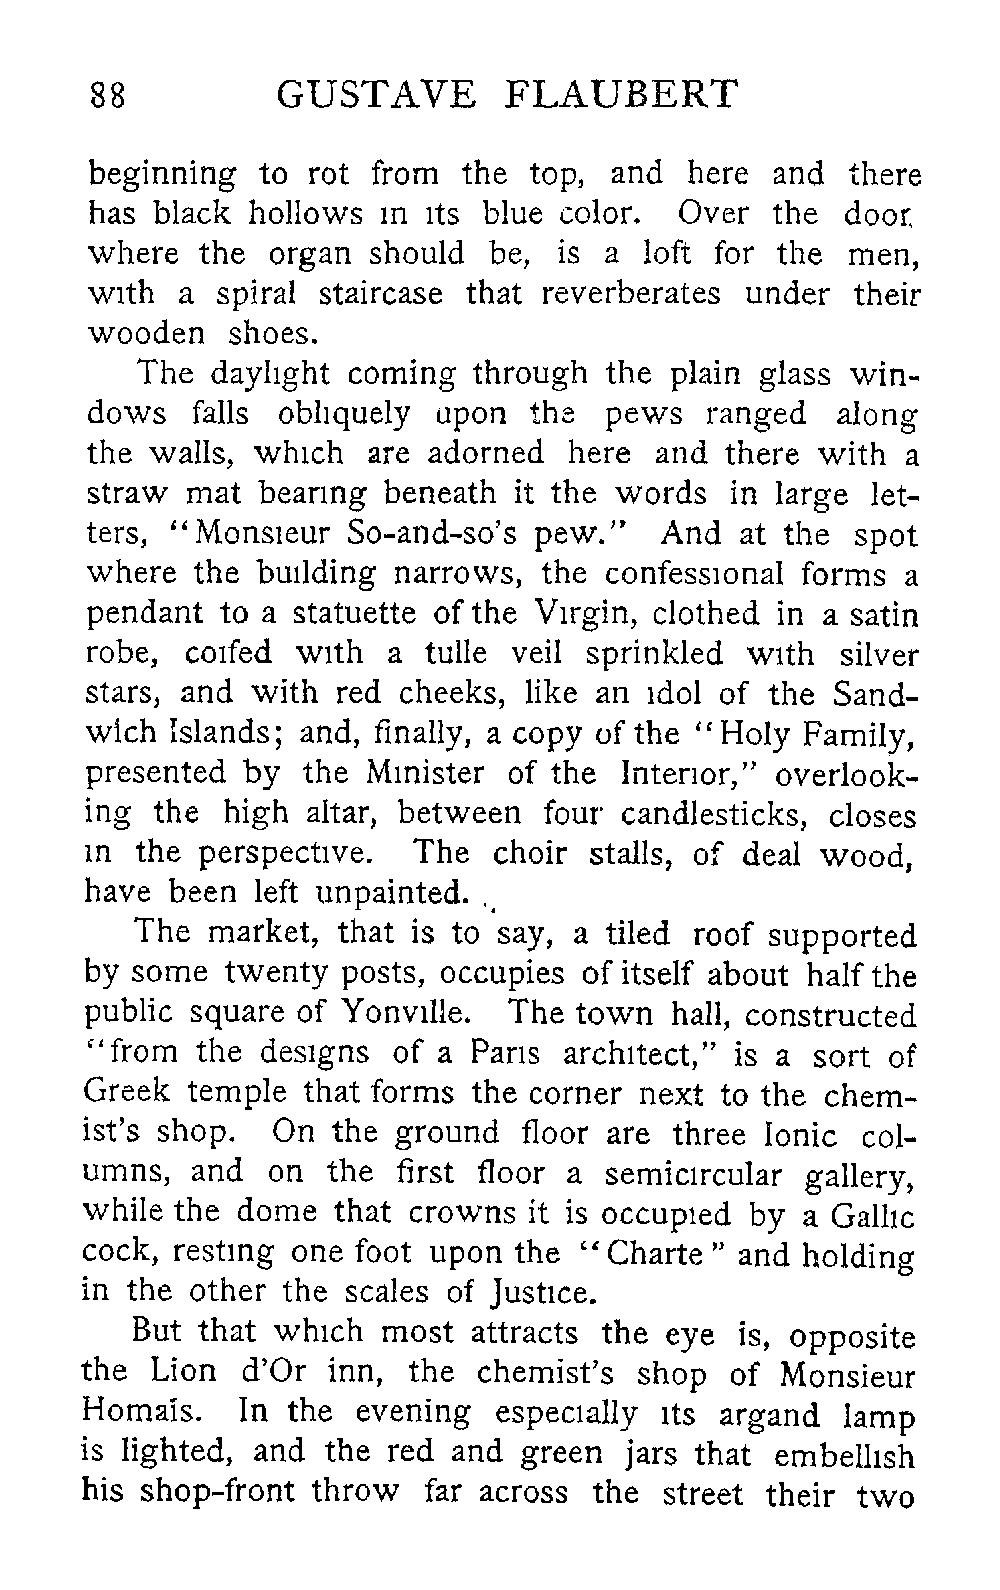 88 GUSTAVE FLAUBERT
beginning to rot from the top, and here and there
has black hollows in its blue color. Over the door,
where the organ should be, is a loft for the men,
with a spiral staircase that reverberates under their
wooden shoes.
The daylight coming through the plain glass win-
dows falls obliquely upon the pews ranged along
the walls, which are adorned here and there with a
straw mat bearing beneath it the words in large let-
ters, "Monsieur So-and-so's pew." And at the spot
where the building narrows, the confessional forms a
pendant to a statuette of the Virgin, clothed in a satin
robe, coifed with a tulle veil sprinkled with silver
stars, and with red cheeks, like an idol of the Sand-
wich Islands; and, finally, a copy of the "Holy Family,
presented by the Minister of the Interior," overlook-
ing the high altar, between four candlesticks, closes
in the perspective. The choir stalls, of deal wood,
have been left unpainted.
The market, that is to say, a tiled roof supported
by some twenty posts, occupies of itself about half the
public square of Yonville. The town hall, constructed
"from the designs of a Paris architect," is a sort of
Greek temple that forms the corner next to the chem-
ist's shop. On the ground floor are three Ionic col-
umns, and on the first floor a semicircular gallery,
while the dome that crowns it is occupied by a Gallic
cock, resting one foot upon the "Charte" and holding
in the other the scales of Justice.
But that which most attracts the eye is, opposite
the Lion d'Or inn, the chemist's shop of Monsieur
Homais. In the evening especially its argand lamp
is lighted, and the red and green jars that embellish
his shop-front throw far across the street their two